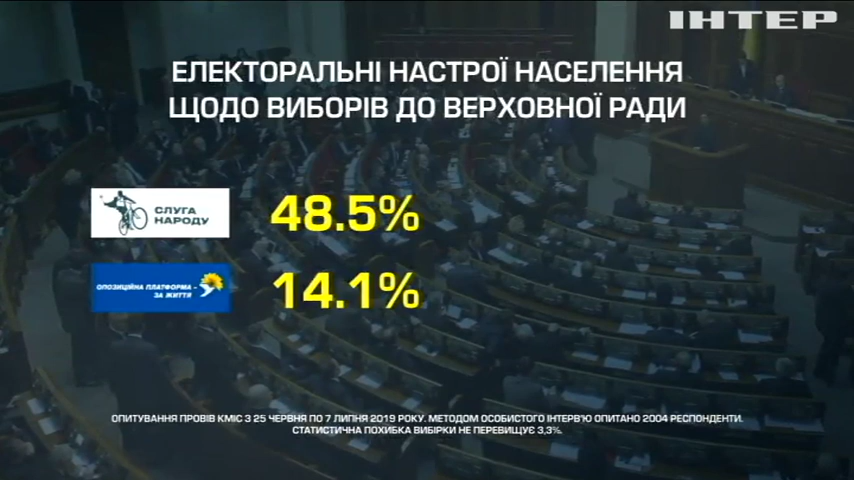 ІНТЕР
ЕЛЕКТОРАЛЬНІ НАСТРОЇ НАСЕЛЕННЯ
ЩОДО ВИБОРІВ ДО ВЕРХОВНОЇ РАДИ
СЛУГА
НАРОДУ
48.5%
ОПОЗИЦІЙНА ПЛАТФОРМА -
ЗА ЖИТТЯ
14.1%
ОПИТУВАННЯ ПРОВІВ КМІС З 25 ЧЕРВНЯ ПО 7 ЛИПНЯ 2019 РОКУ. МЕТОДОМ ОСОБИСТОГО ІНТЕРВ'Ю ОПИТАНО 2004 РЕСПОНДЕНТИ.
СТАТИСТИЧНА ПОХИБКА ВИБІРКИ НЕ ПЕРЕВИЩУЄ 3,3%.